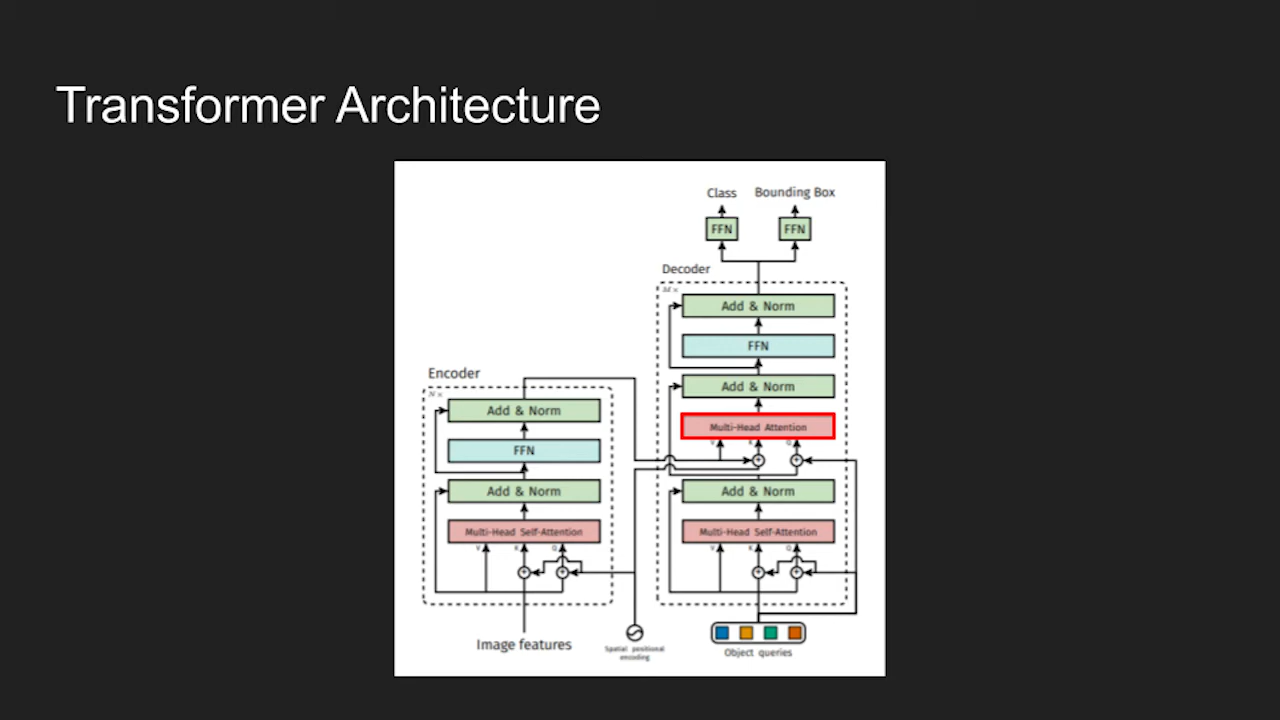 Transformer Architecture
Class Bounding Box
FFN FFN
Decoder
M×
Add & Norm
FFN
Add & Norm
Multi-Head Attention
V K Q
Add & Norm
Multi-Head Self-Attention
V K Q
Object queries
Encoder
N×
Add & Norm
FFN
Add & Norm
Multi-Head Self-Attention
V K Q
Image features
Spatial positional
encoding